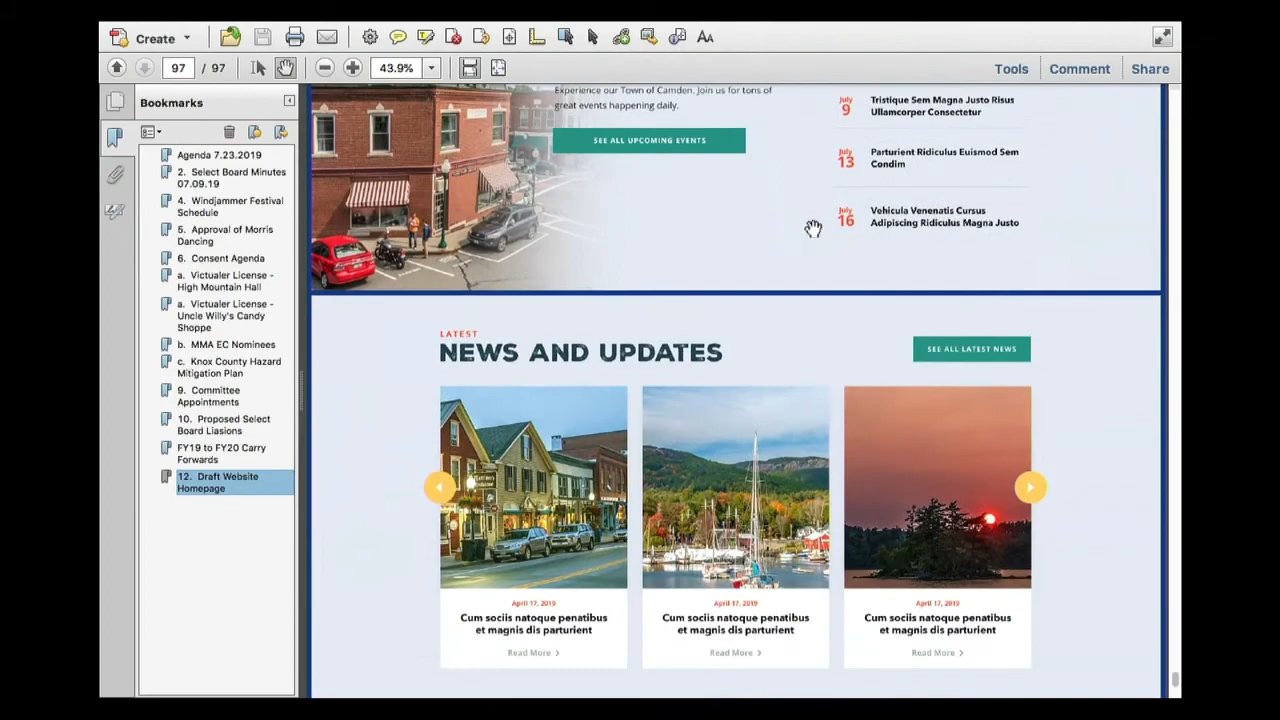 Create
97 / 97
43.9%
Tools
Comment
Share
Bookmarks
Agenda 7.23.2019
2. Select Board Minutes
07.09.19
4. Windjammer Festival
Schedule
5. Approval of Morris
Dancing
6. Consent Agenda
a. Victualer License -
High Mountain Hall
a. Victualer License -
Uncle Willy's Candy
Shoppe
b. MMA EC Nominees
c. Knox County Hazard
Mitigation Plan
9. Committee
Appointments
10. Proposed Select
Board Liasions
FY19 to FY20 Carry
Forwards
12. Draft Website
Homepage
Experience our Town of Camden. Join us for tons of
great events happening daily.
SEE ALL UPCOMING EVENTS
July
9
Tristique Sem Magna Justo Risus
Ullamcorper Consectetur
July
13
Parturient Ridiculus Euismod Sem
Condim
July
16
Vehicula Venenatis Cursus
Adipiscing Ridiculus Magna Justo
LATEST
NEWS AND UPDATES
SEE ALL LATEST NEWS
April 17, 2019
Cum sociis natoque penatibus
et magnis dis parturient
Read More >
April 17, 2019
Cum sociis natoque penatibus
et magnis dis parturient
Read More >
April 17, 2019
Cum sociis natoque penatibus
et magnis dis parturient
Read More >